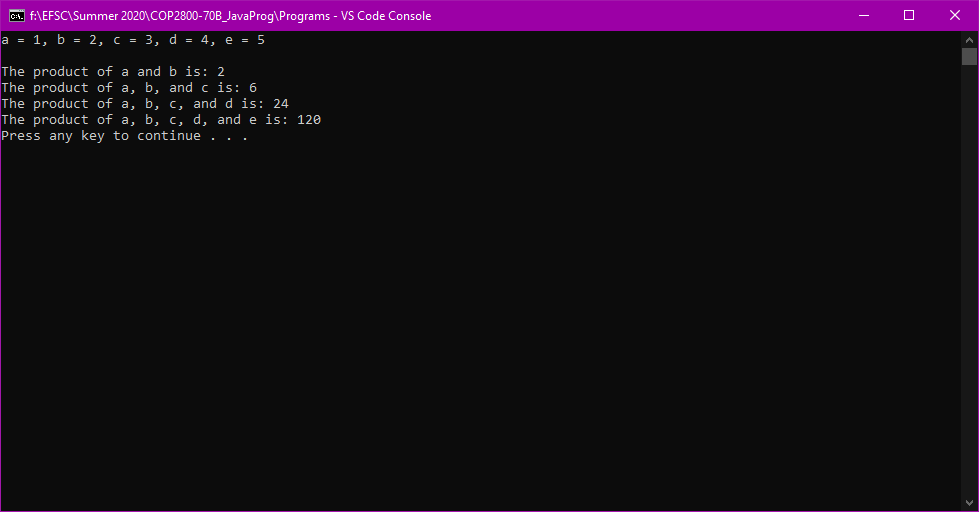 f:\EFSC\Summer 2020\COP2800-70B_JavaProg\Programs - VS Code Console
a = 1, b = 2, c = 3, d = 4, e = 5
The product of a and b is: 2
The product of a, b, and c is: 6
The product of a, b, c, and d is: 24
The product of a, b, c, d, and e is: 120
Press any key to continue . . .